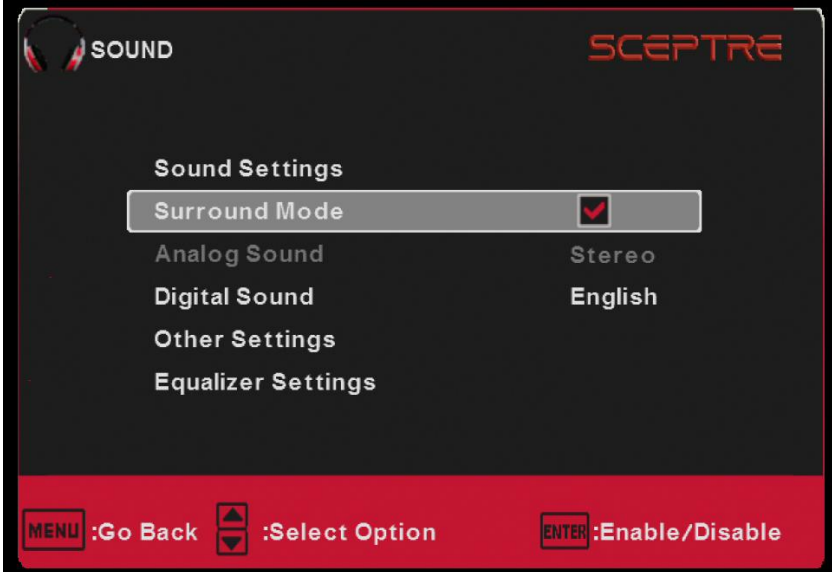 SOUND
SCEPTRE
Sound Settings
Surround Mode
Analog Sound Stereo
Digital Sound English
Other Settings
Equalizer Settings
MENU :Go Back :Select Option ENTER :Enable/Disable